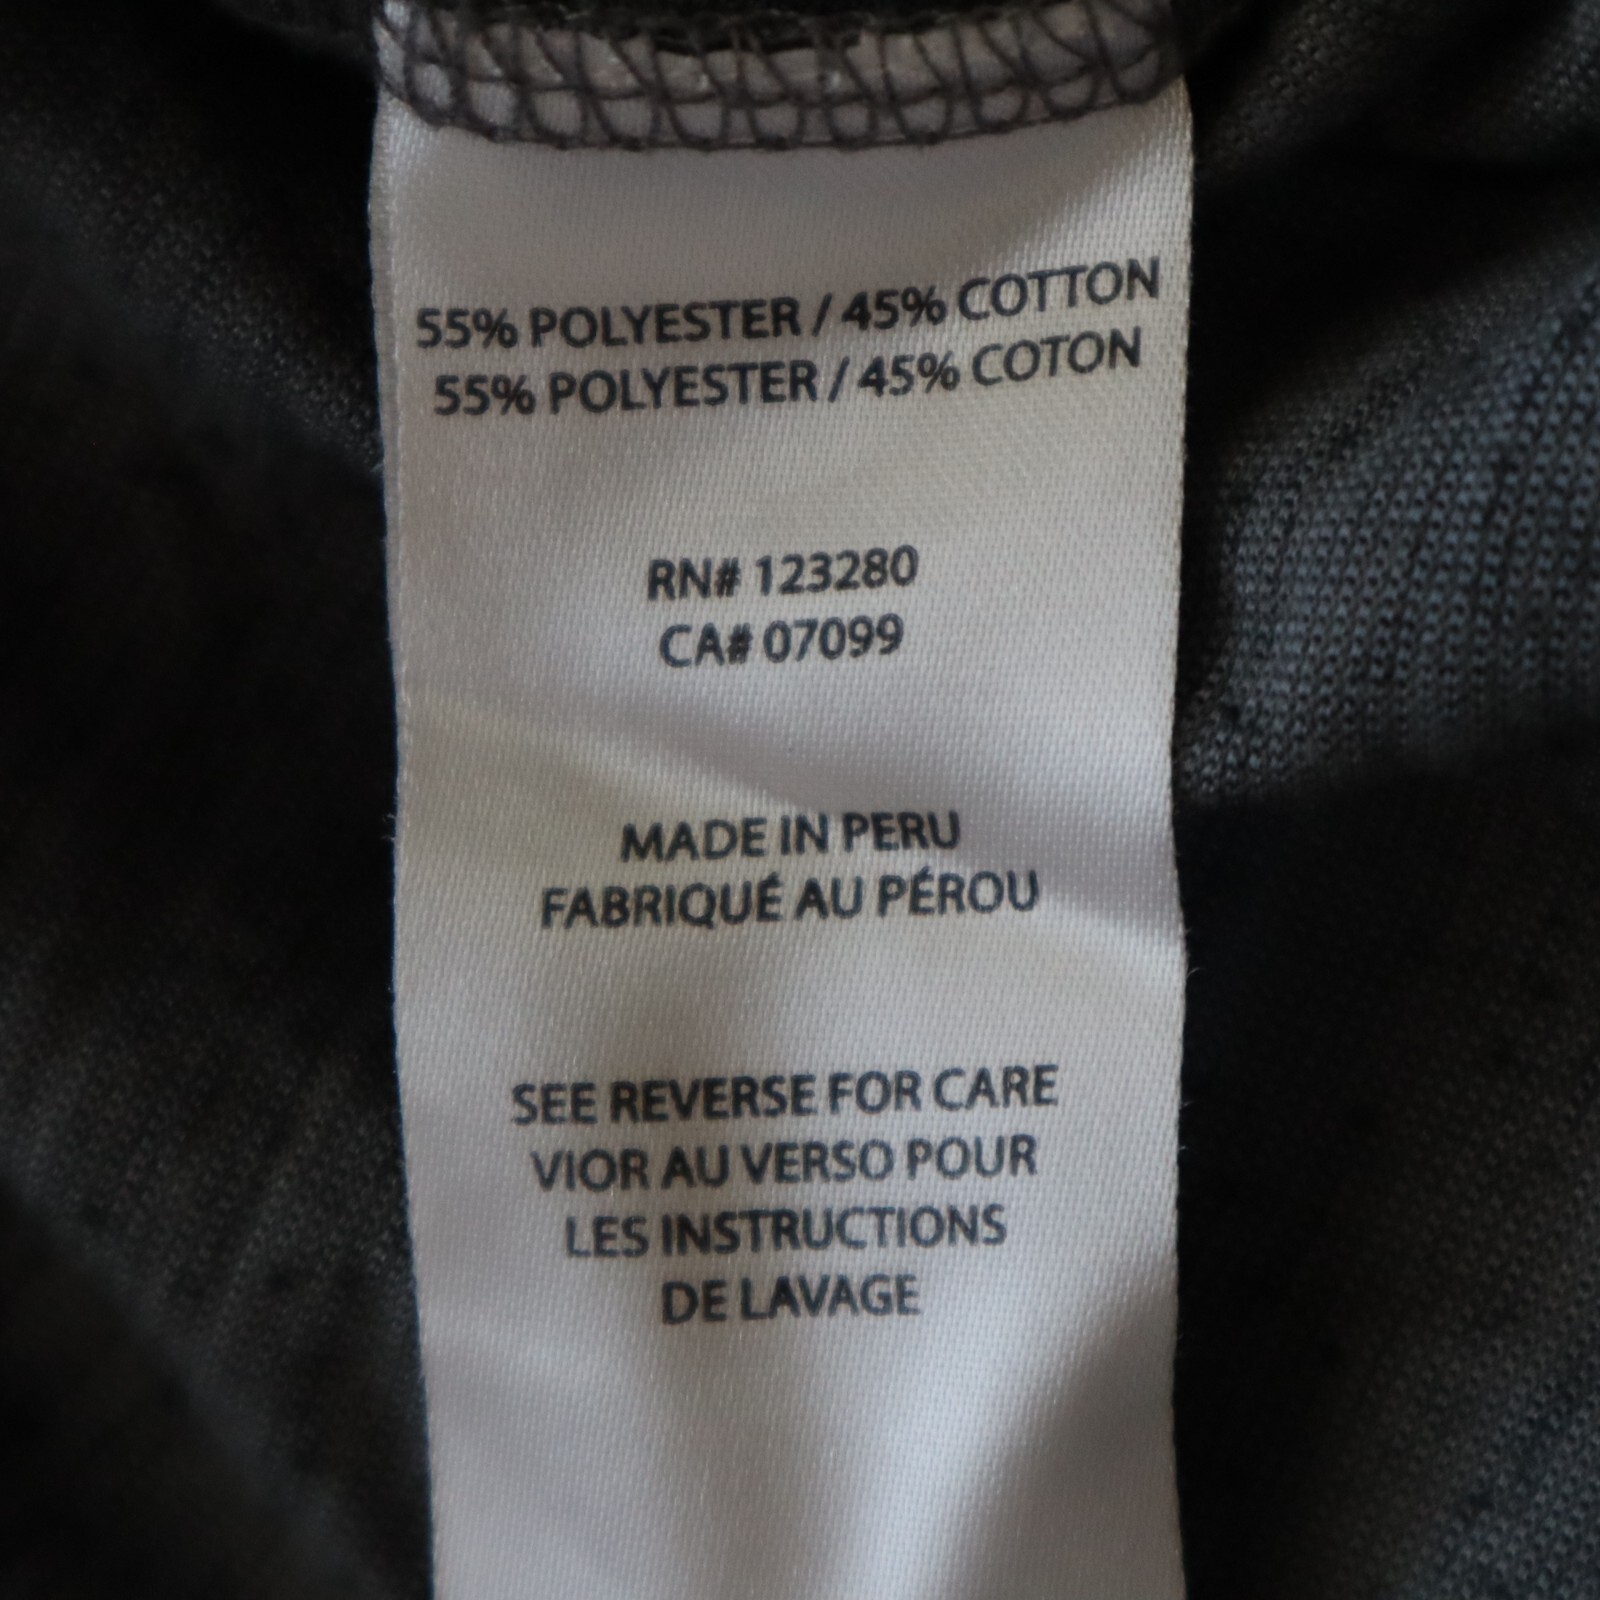 55% POLYESTER / 45% COTTON
55% POLYESTER / 45% COTON
RN# 123280
CA# 07099
MADE IN PERU
FABRIQUÉ AU PÉROU
SEE REVERSE FOR CARE
VIOR AU VERSO POUR
LES INSTRUCTIONS
DE LAVAGE